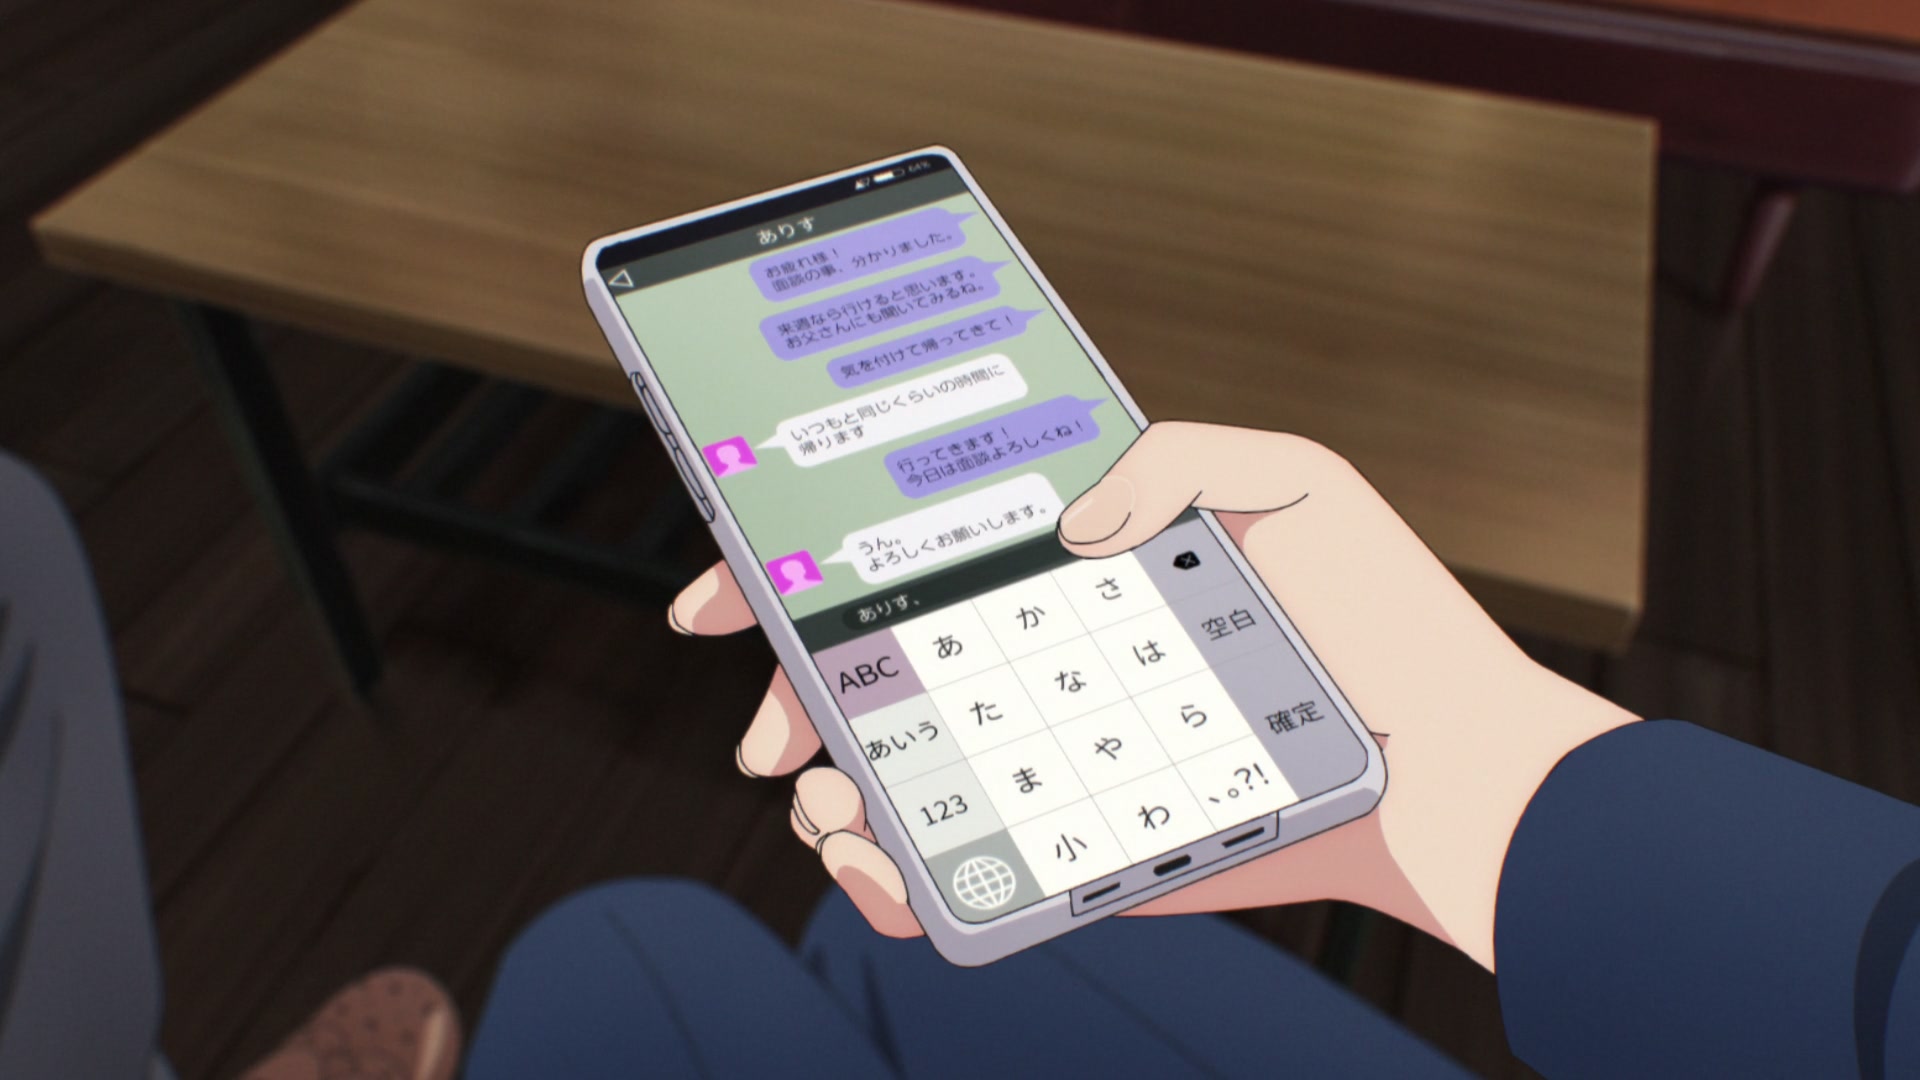 64%
ありす
お疲れ様！
面談の事、分かりました。
来週なら行けると思います。
お父さんにも聞いてみるね。
気を付けて帰ってきて！
いつもと同じくらいの時間に
帰ります
行ってきます！
今日は面談よろしくね！
うん。
よろしくお願いします。
ありす、
ABC
あ
か
さ
あいう
た
な
は
空白
123
ま
や
ら
確定
小
わ
、。?!